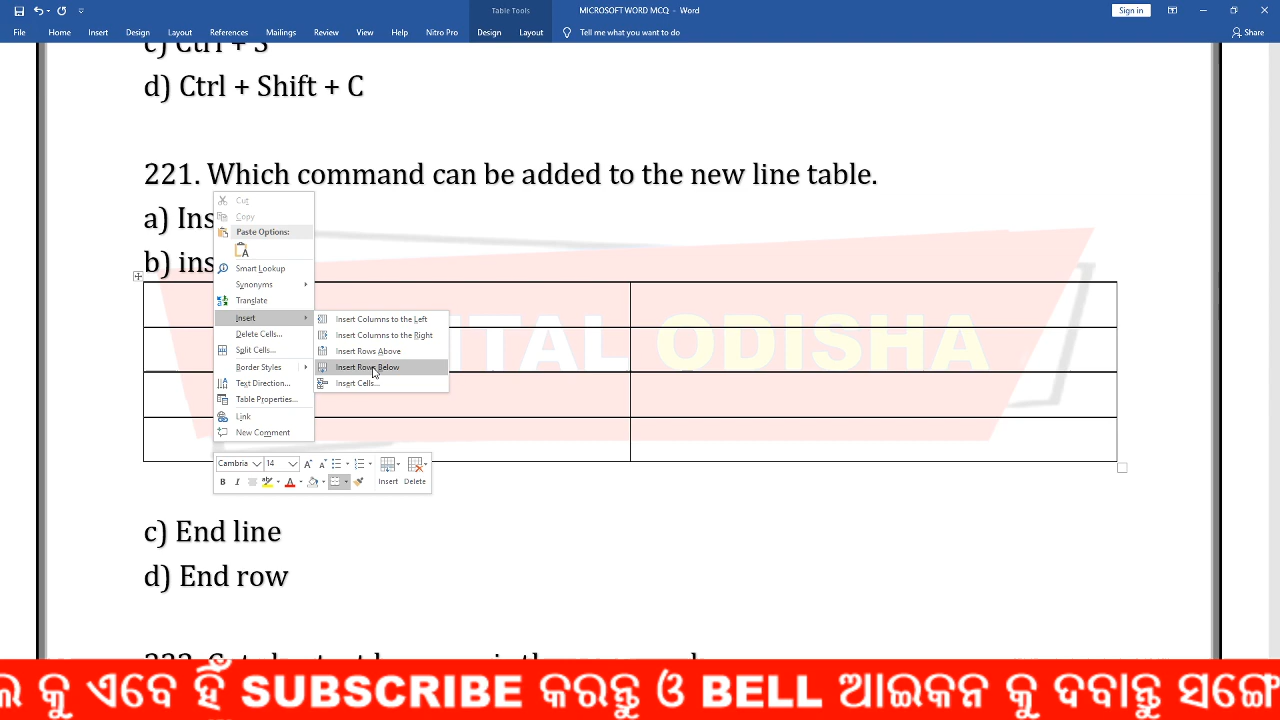 Table Tools
MICROSOFT WORD MCQ - Word
Sign in
File Home Insert Design Layout References Mailings Review View Help Nitro Pro Design Layout Tell me what you want to do Share
c) Ctrl + S
d) Ctrl + Shift + C
221. Which command can be added to the new line table.
a) Ins
b) ins
Cut
Copy
Paste Options:
Smart Lookup
Synonyms
Translate
Insert
Delete Cells...
Split Cells...
Border Styles
Text Direction...
Table Properties...
Link
New Comment
Insert Columns to the Left
Insert Columns to the Right
Insert Rows Above
Insert Rows Below
Insert Cells...
ITAL ODISHA
Cambria 14
B I A Insert Delete
c) End line
d) End row
କୁ ଏବେ ହିଁ SUBSCRIBE କରନ୍ତୁ ଓ BELL ଆଇକନ କୁ ଦବାନ୍ତୁ ସଙ୍ଗେ